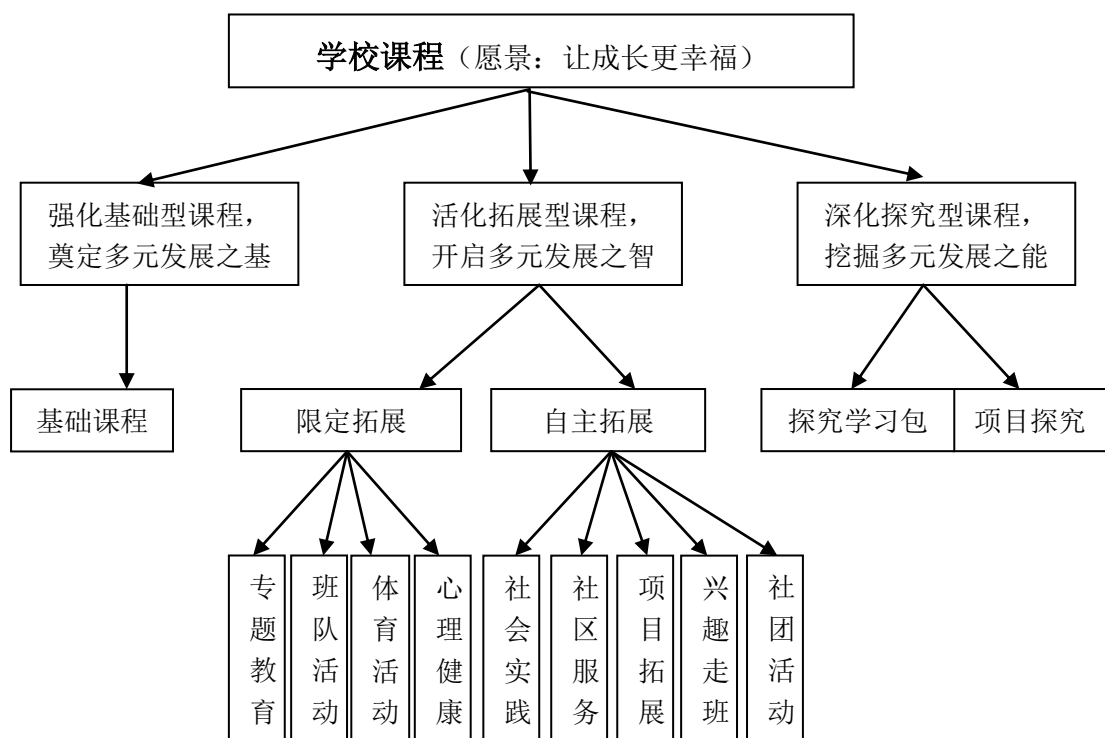 学校课程（愿景：让成长更幸福）
强化基础型课程，
奠定多元发展之基
活化拓展型课程，
开启多元发展之智
深化探究型课程，
挖掘多元发展之能
基础课程
限定拓展
自主拓展
探究学习包
项目探究
专题教育
班队活动
体育活动
心理健康
社会实践
社区服务
项目拓展
兴趣走班
社团活动